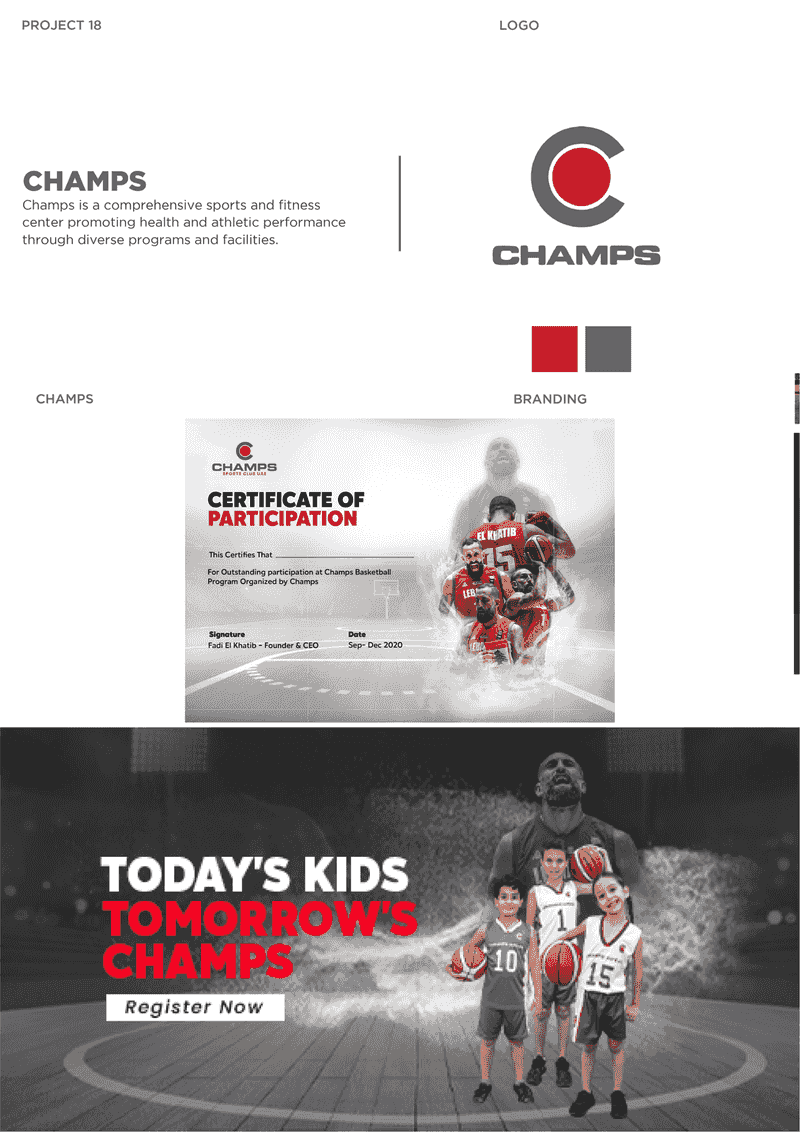 PROJECT 18
LOGO
CHAMPS
Champs is a comprehensive sports and fitness
center promoting health and athletic performance
through diverse programs and facilities.
CHAMPS
CHAMPS
BRANDING
CHAMPS
SPORTS CLUB UAE
CERTIFICATE OF
PARTICIPATION
This Certifies That
For Outstanding participation at Champs Basketball
Program Organized by Champs
Signature
Date
Fadi El Khatib - Founder & CEO
Sep- Dec 2020
EL KHATIB
15
LEB
TODAY'S KIDS
TOMORROW'S
CHAMPS
Register Now
1
10
15